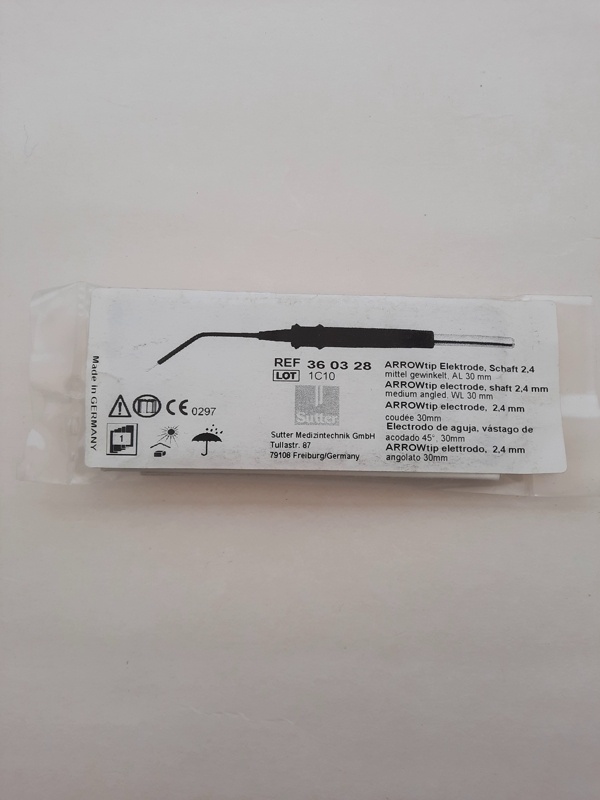 Made in GERMANY
REF 36 03 28
LOT 1C10
ARROWtip Elektrode, Schaft 2,4
mittel gewinkelt, AL 30 mm
ARROWtip electrode, shaft 2,4 mm
medium angled. WL 30 mm
ARROWtip electrode, 2,4 mm
coudée 30mm
Electrodo de aguja, vástago de
acodado 45°, 30mm
ARROWtip elettrodo, 2,4 mm
angolato 30mm
Sutter
Sutter Medizintechnik GmbH
Tullastr. 87
79108 Freiburg/Germany
CE 0297
1